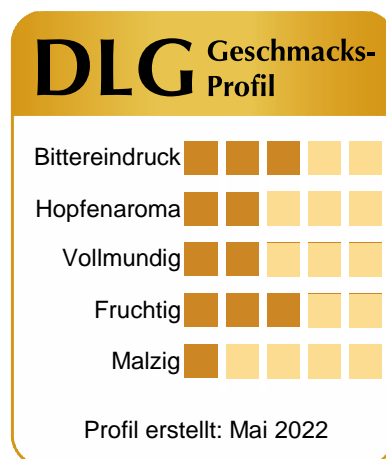 DLG Geschmacks-
Profil
Bittereindruck
Hopfenaroma
Vollmundig
Fruchtig
Malzig
Profil erstellt: Mai 2022